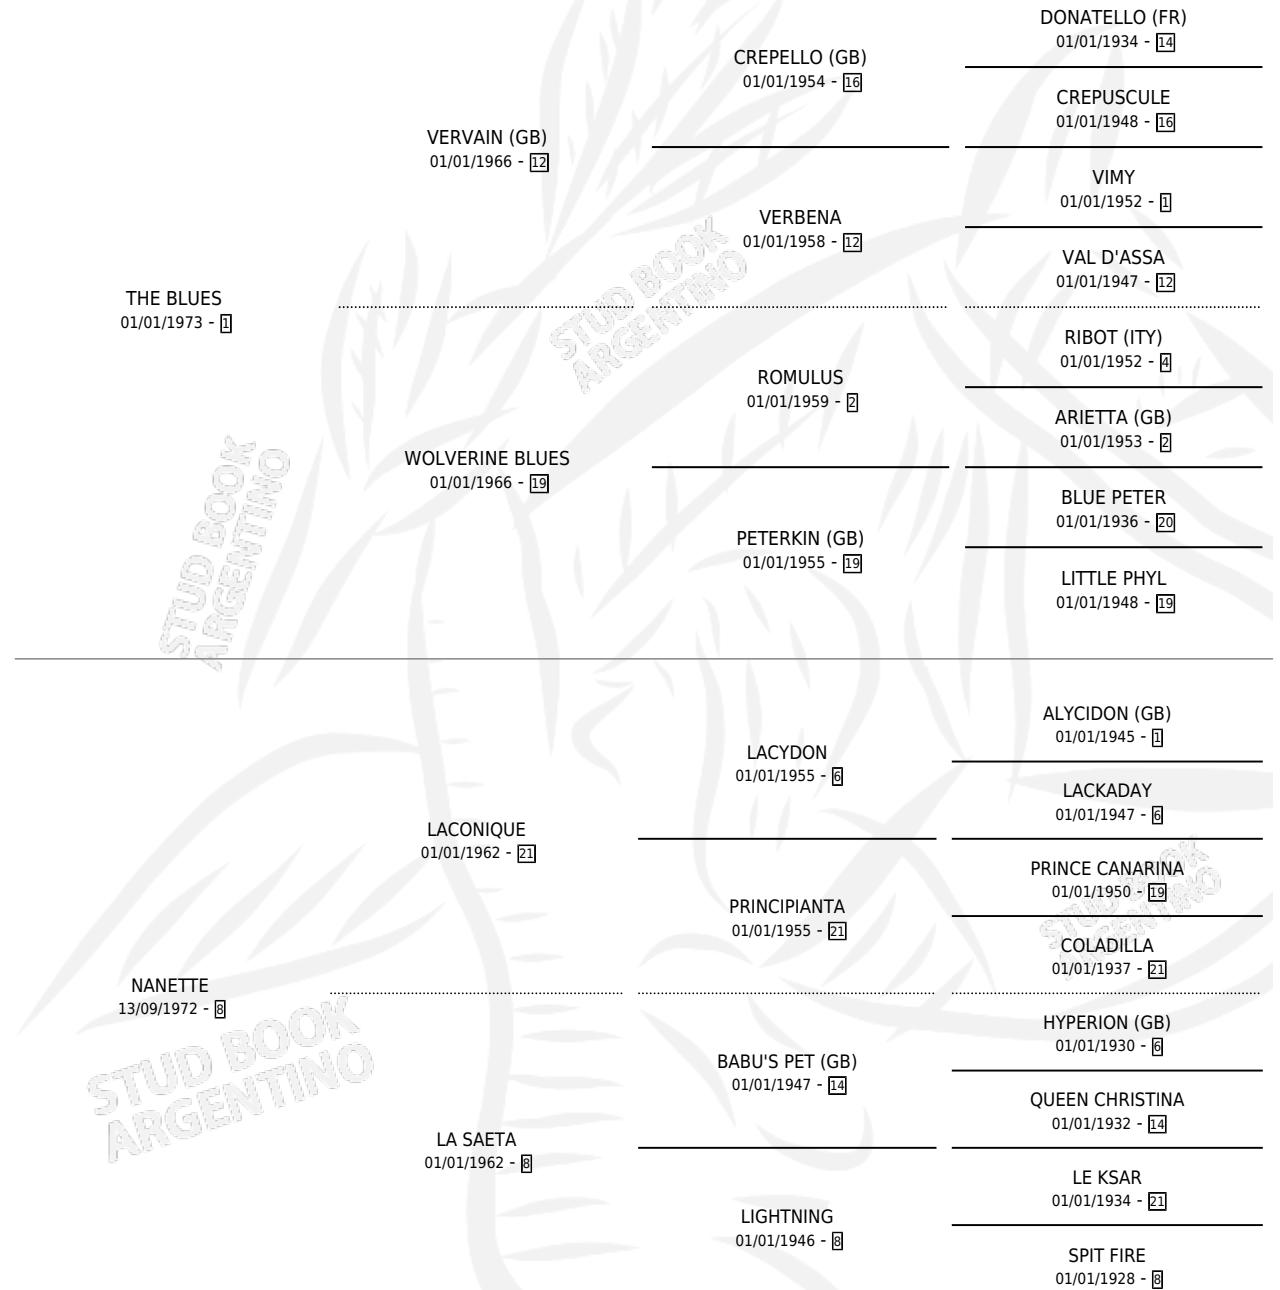 DONATELLO (FR)
01/01/1934 - 14
CREPELLO (GB)
01/01/1954 - 16
CREPUSCULE
01/01/1948 - 16
VERVAIN (GB)
01/01/1966 - 12
VIMY
01/01/1952 - 1
VERBENA
01/01/1958 - 12
VAL D'ASSA
01/01/1947 - 12
THE BLUES
01/01/1973 - 1
RIBOT (ITY)
01/01/1952 - 4
ROMULUS
01/01/1959 - 2
ARIETTA (GB)
01/01/1953 - 2
WOLVERINE BLUES
01/01/1966 - 19
BLUE PETER
01/01/1936 - 20
PETERKIN (GB)
01/01/1955 - 19
LITTLE PHYL
01/01/1948 - 19
ALYCIDON (GB)
01/01/1945 - 1
LACYDON
01/01/1955 - 6
LACKADAY
01/01/1947 - 6
LACONIQUE
01/01/1962 - 21
PRINCE CANARINA
01/01/1950 - 19
PRINCIPIANTA
01/01/1955 - 21
COLADILLA
01/01/1937 - 21
NANETTE
13/09/1972 - 8
HYPERION (GB)
01/01/1930 - 6
BABU'S PET (GB)
01/01/1947 - 14
QUEEN CHRISTINA
01/01/1932 - 14
LA SAETA
01/01/1962 - 8
LE KSAR
01/01/1934 - 21
LIGHTNING
01/01/1946 - 8
SPIT FIRE
01/01/1928 - 8
STUD BOOK
ARGENTINO
STUD BOOK
ARGENTINO
STUD BOOK
ARGENTINO
STUD BOOK
ARGENTINO